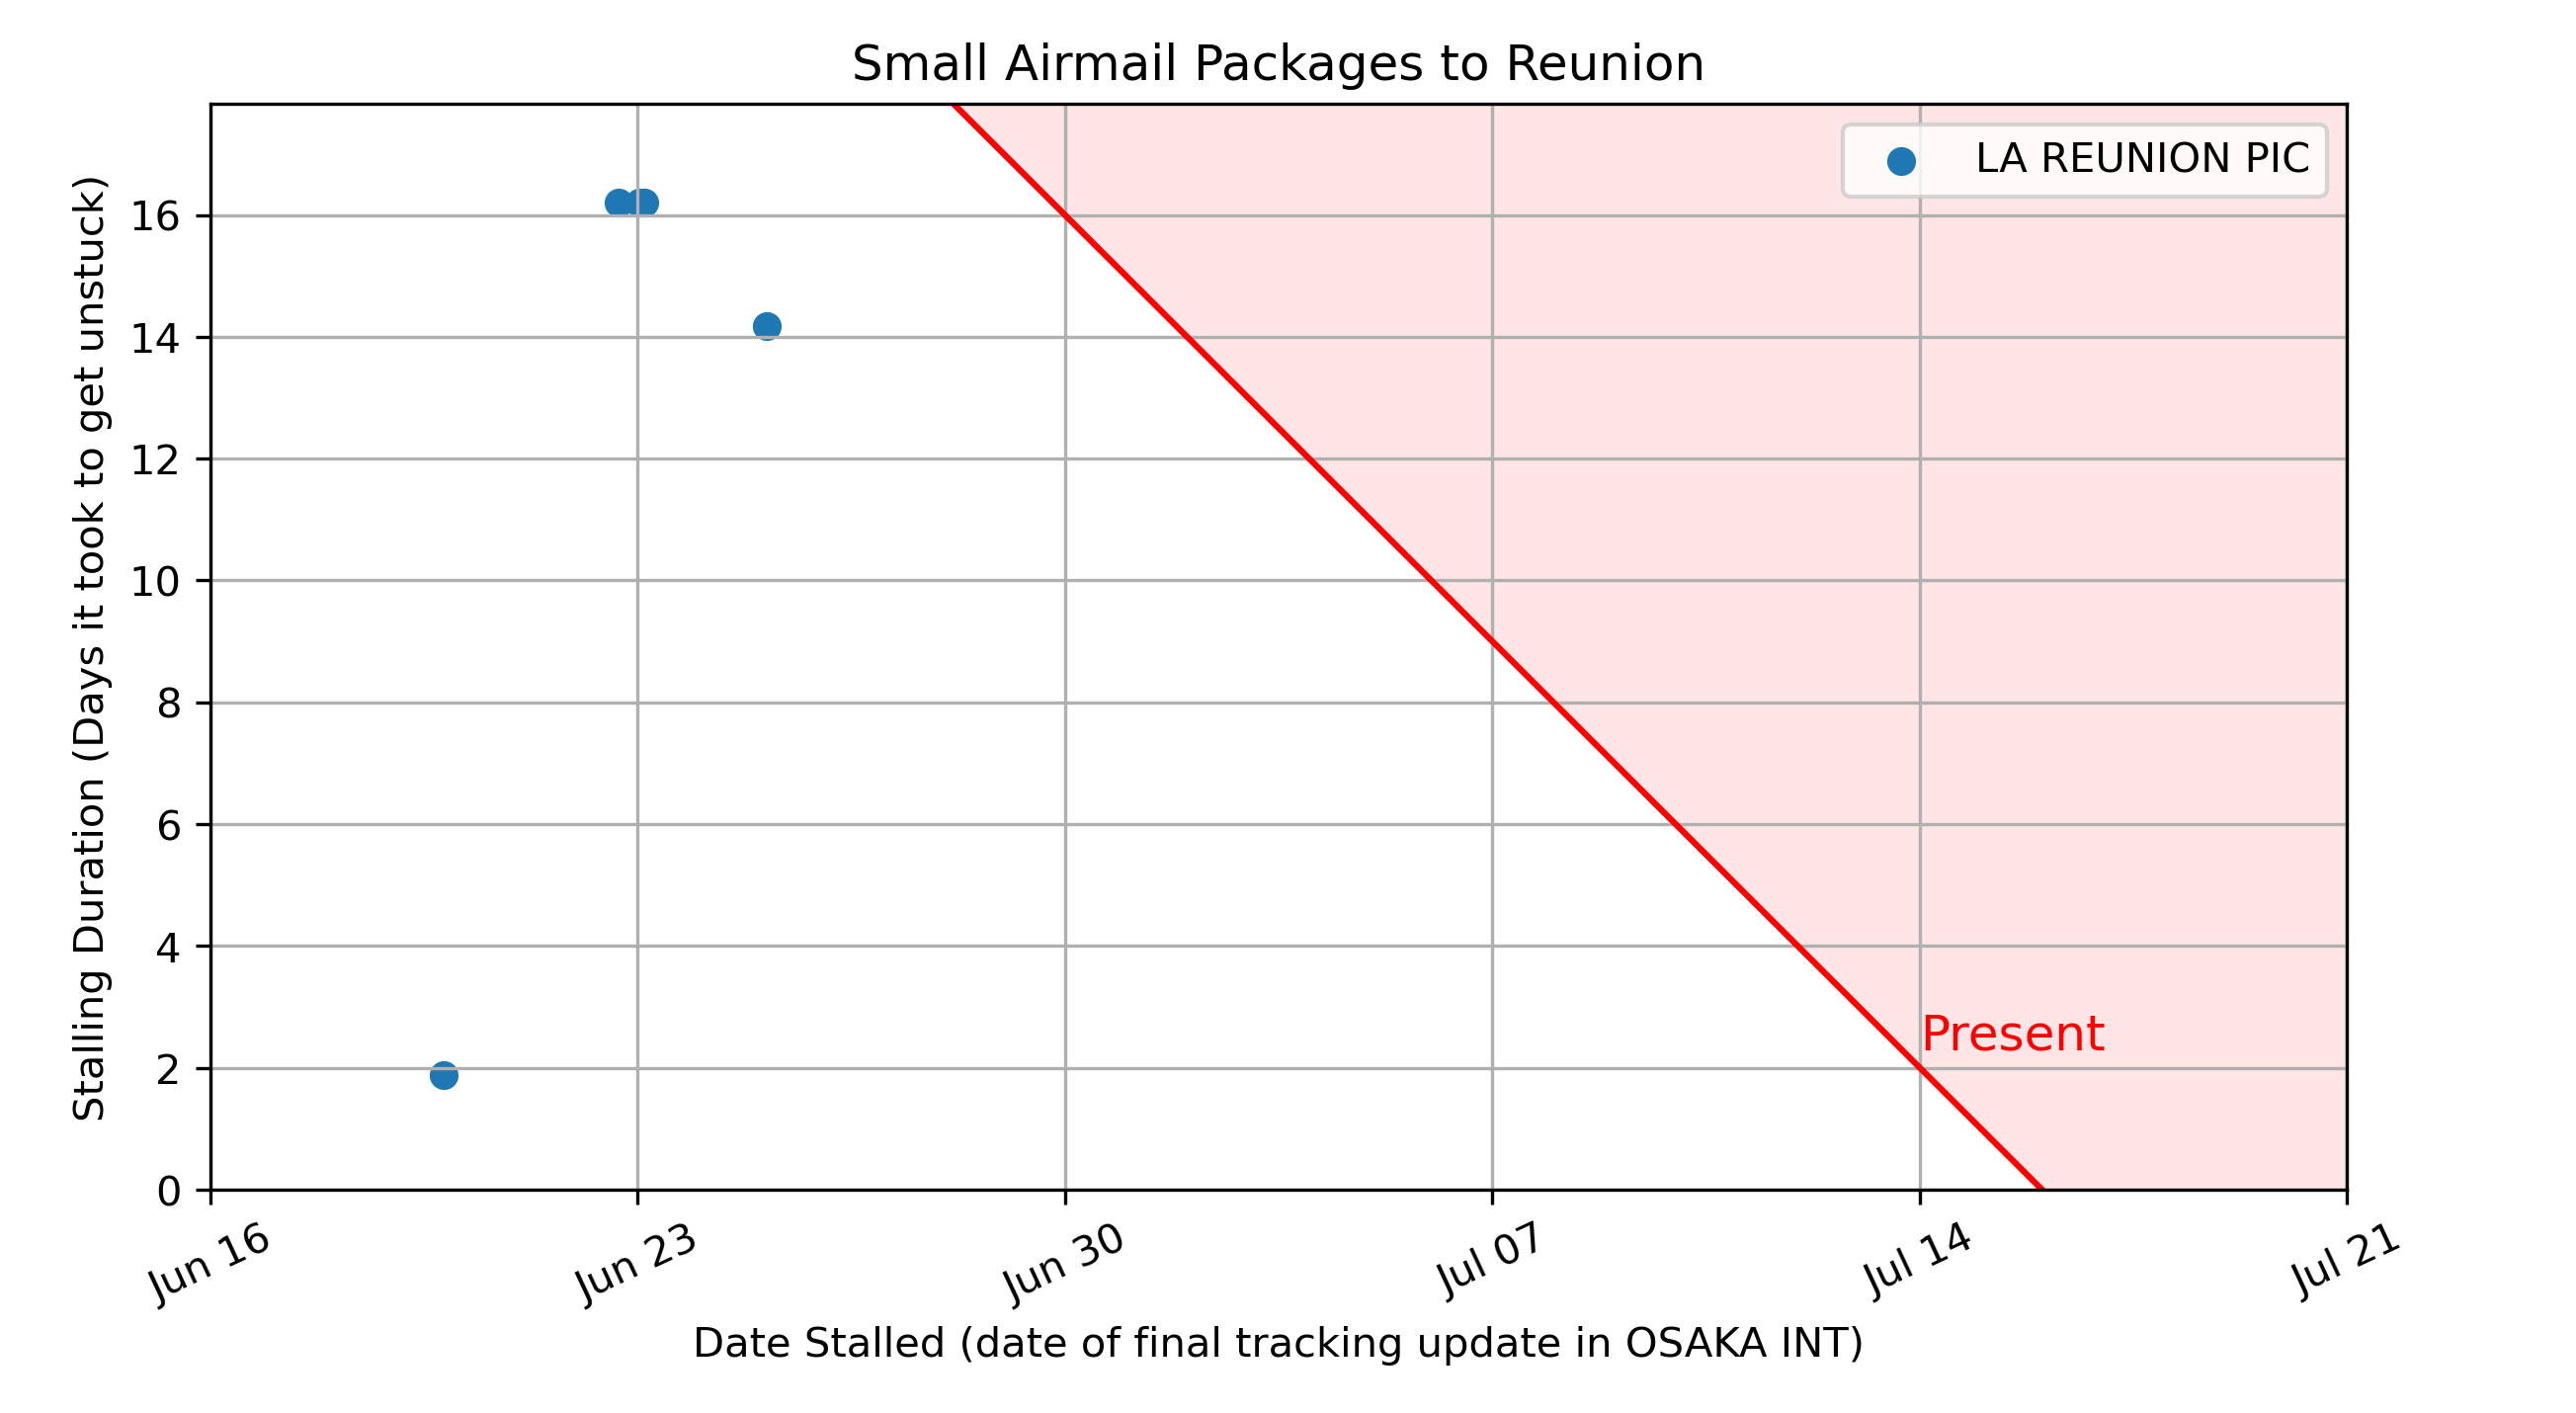 Small Airmail Packages to Reunion
LA REUNION PIC
Stalling Duration (Days it took to get unstuck)
16
14
12
10
8
6
4
2
0
Present
Jun 16
Jun 23
Jun 30
Jul 07
Jul 14
Jul 21
Date Stalled (date of final tracking update in OSAKA INT)